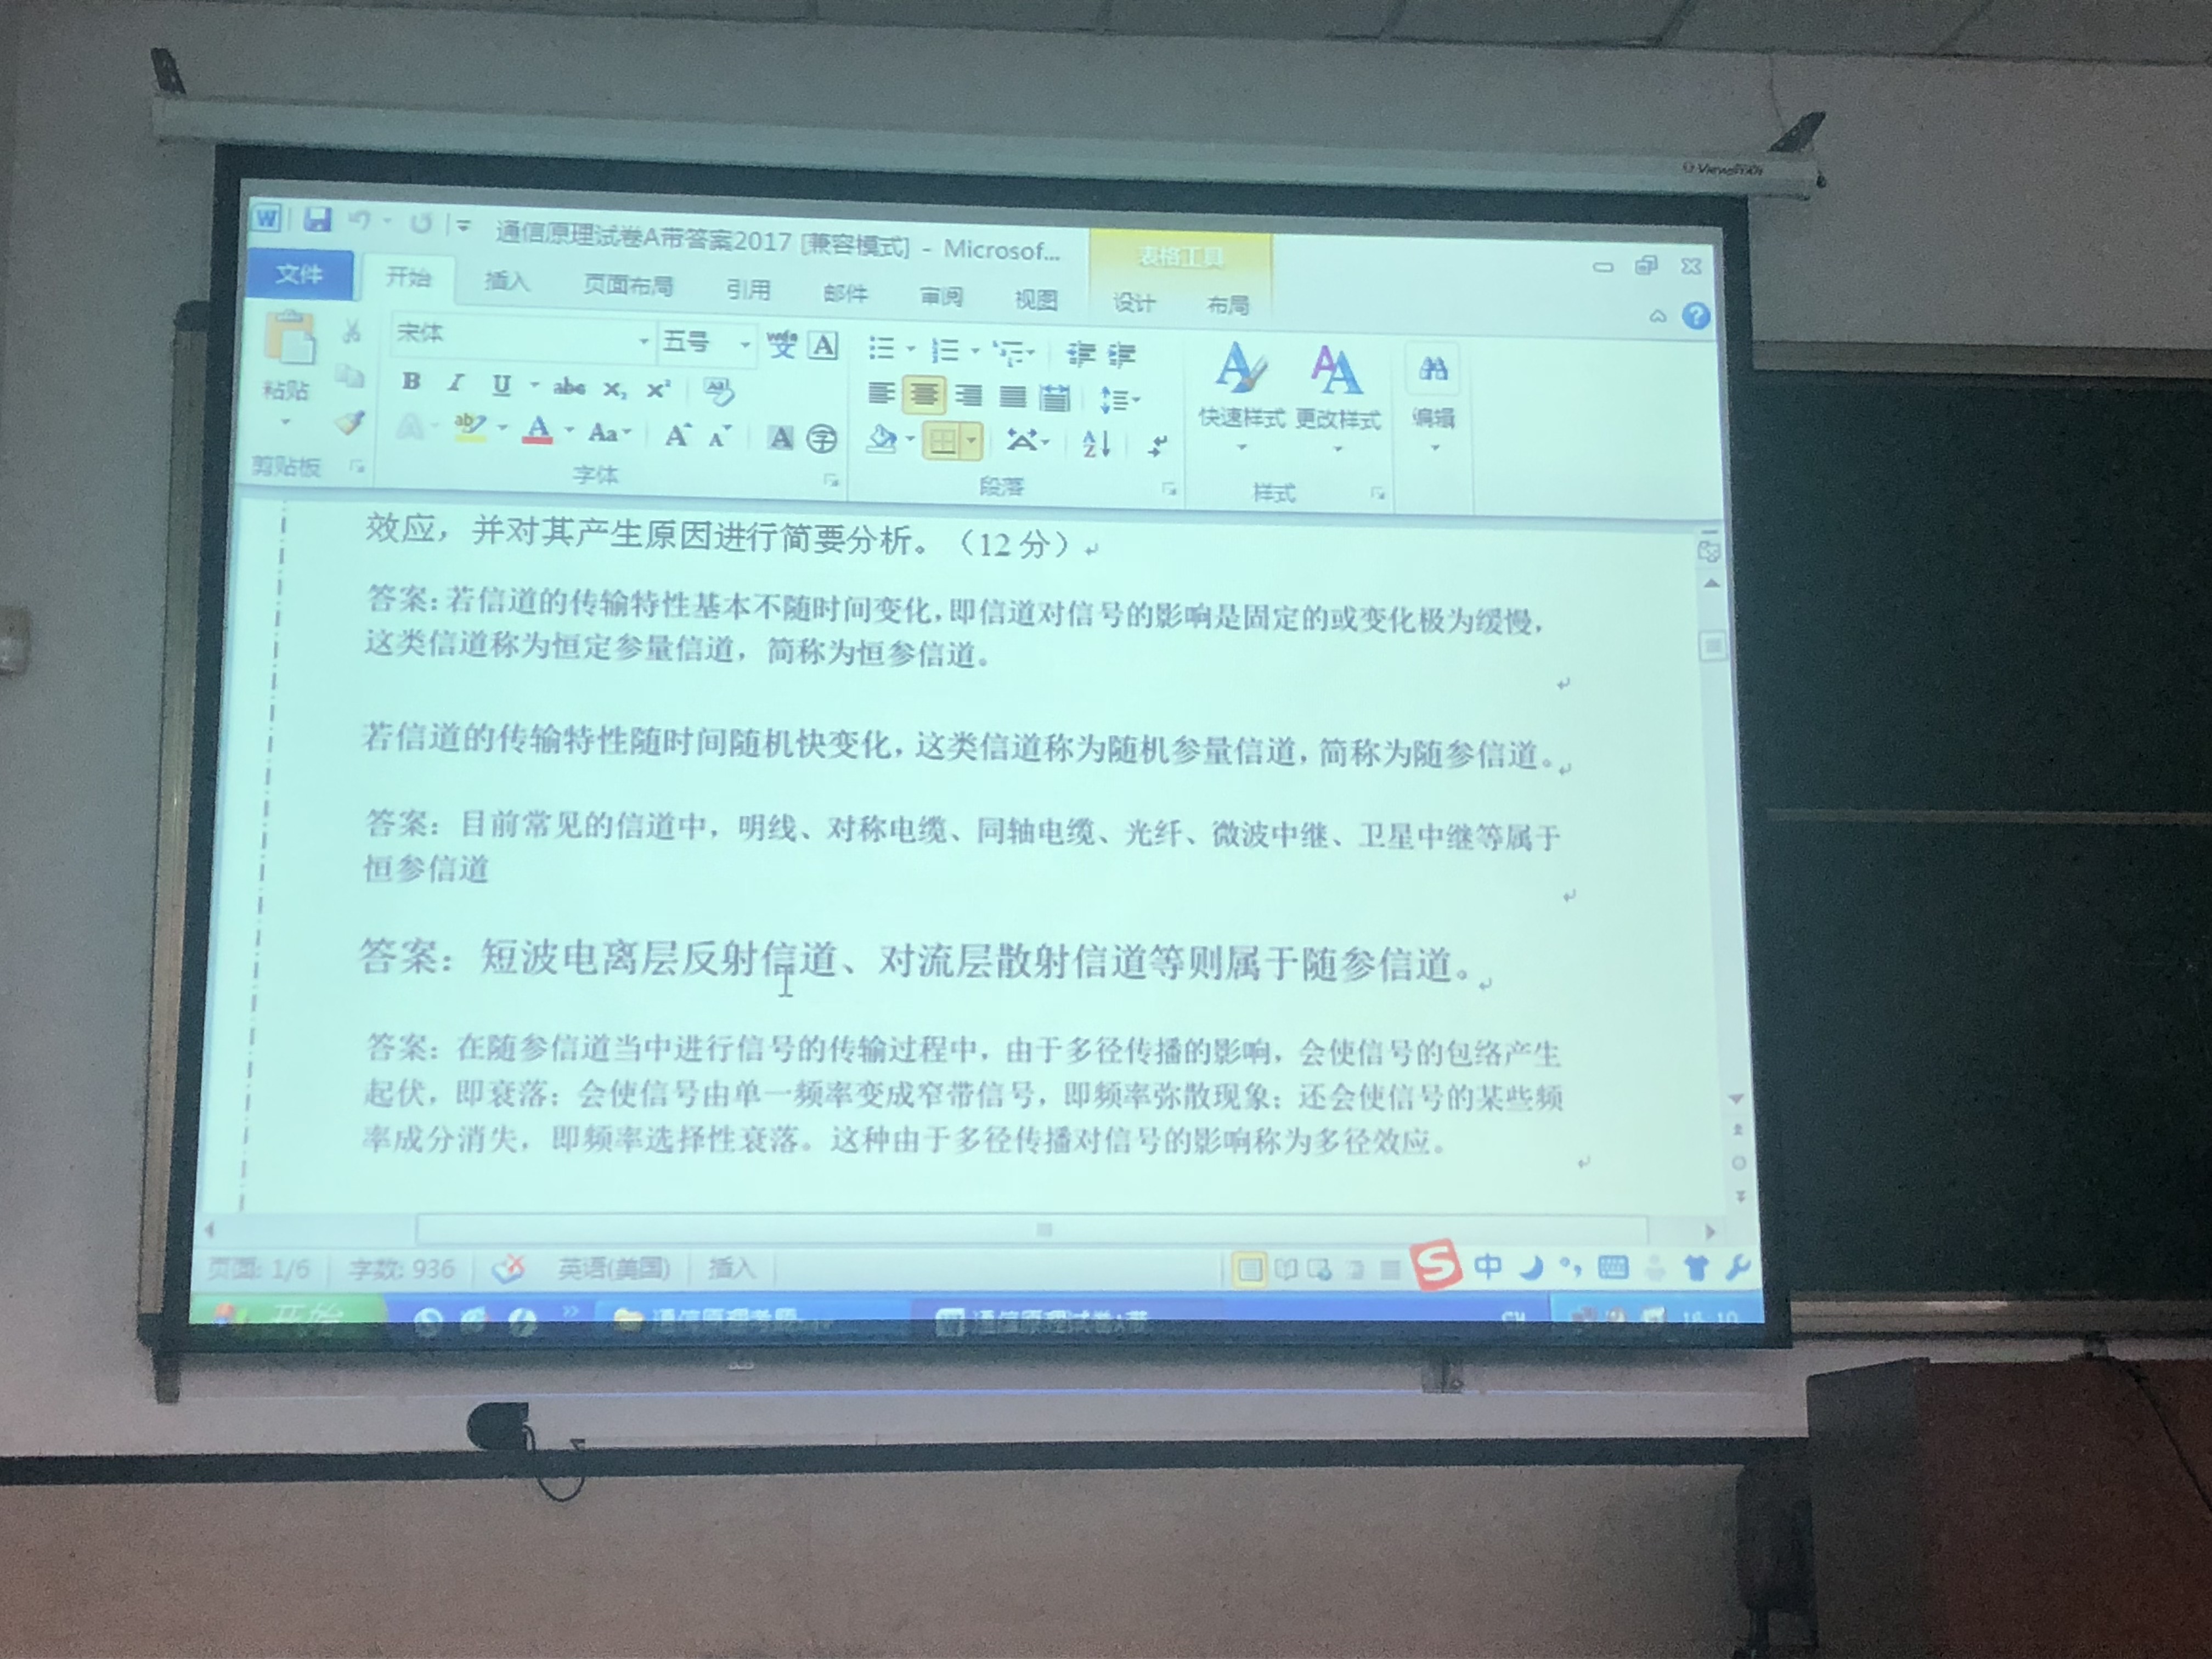 通信原理试卷A带答案2017 [兼容模式] - Microsof...
表格工具
文件 开始 插入 页面布局 引用 邮件 审阅 视图 设计 布局
宋体 五号
粘贴
快速样式 更改样式 编辑
剪贴板 字体 段落 样式
效应，并对其产生原因进行简要分析。（12 分）
答案：若信道的传输特性基本不随时间变化，即信道对信号的影响是固定的或变化极为缓慢，
这类信道称为恒定参量信道，简称为恒参信道。
若信道的传输特性随时间随机快变化，这类信道称为随机参量信道，简称为随参信道。
答案：目前常见的信道中，明线、对称电缆、同轴电缆、光纤、微波中继、卫星中继等属于
恒参信道
答案：短波电离层反射信道、对流层散射信道等则属于随参信道。
答案：在随参信道当中进行信号的传输过程中，由于多径传播的影响，会使信号的包络产生
起伏，即衰落；会使信号由单一频率变成窄带信号，即频率弥散现象；还会使信号的某些频
率成分消失，即频率选择性衰落。这种由于多径传播对信号的影响称为多径效应。
页面: 1/6 字数: 936 英语(美国) 插入 中
开始 通信原理试卷A带